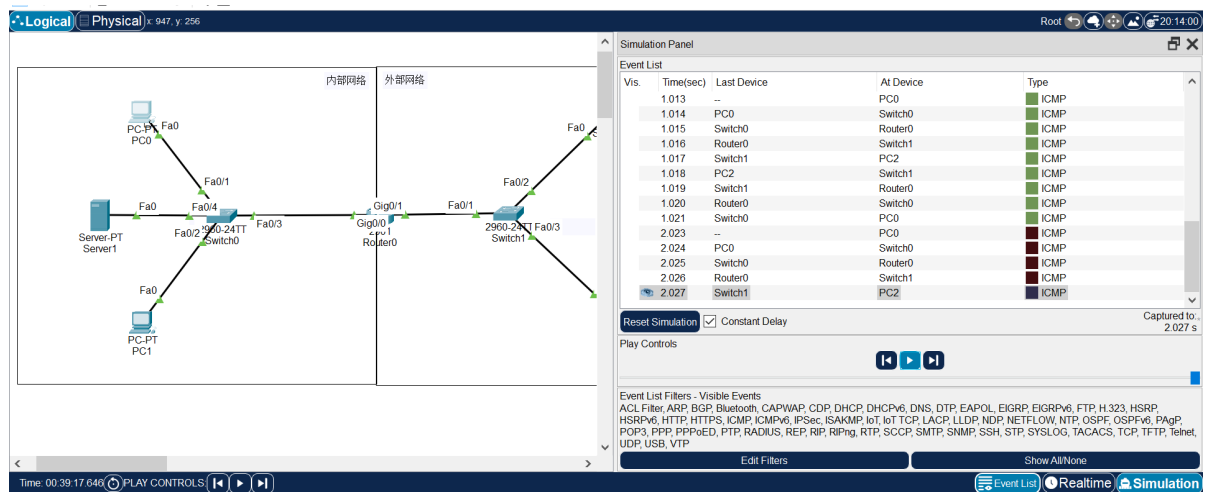 Logical Physical x: 947, y: 256 Root 20:14:00
Simulation Panel
Event List
Vis. Time(sec) Last Device At Device Type
1.013 -- PC0 ICMP
1.014 PC0 Switch0 ICMP
1.015 Switch0 Router0 ICMP
1.016 Router0 Switch1 ICMP
1.017 Switch1 PC2 ICMP
1.018 PC2 Switch1 ICMP
1.019 Switch1 Router0 ICMP
1.020 Router0 Switch0 ICMP
1.021 Switch0 PC0 ICMP
2.023 -- PC0 ICMP
2.024 PC0 Switch0 ICMP
2.025 Switch0 Router0 ICMP
2.026 Router0 Switch1 ICMP
2.027 Switch1 PC2 ICMP
Reset Simulation Constant Delay Captured to:
2.027 s
Play Controls
Event List Filters - Visible Events
ACL Filter, ARP, BGP, Bluetooth, CAPWAP, CDP, DHCP, DHCPv6, DNS, DTP, EAPOL, EIGRP, EIGRPv6, FTP, H.323, HSRP,
HSRPv6, HTTP, HTTPS, ICMP, ICMPv6, IPSec, ISAKMP, IoT, IoT TCP, LACP, LLDP, NDP, NETFLOW, NTP, OSPF, OSPFv6, PAgP,
POP3, PPP, PPPoED, PTP, RADIUS, REP, RIP, RIPng, RTP, SCCP, SMTP, SNMP, SSH, STP, SYSLOG, TACACS, TCP, TFTP, Telnet,
UDP, USB, VTP
Edit Filters Show All/None
内部网络 外部网络
Fa0
PC-PT
PC0
Fa0/1
Fa0
Server-PT
Server1
Fa0/4
Fa0/2
2960-24TT
Switch0
Fa0/3
Fa0
PC-PT
PC1
Gig0/1
Gig0/0
Router0
Fa0/1
Fa0/2
Fa0
2960-24TT
Switch1
Fa0/3
Time: 00:39:17.646 PLAY CONTROLS: Event List Realtime Simulation